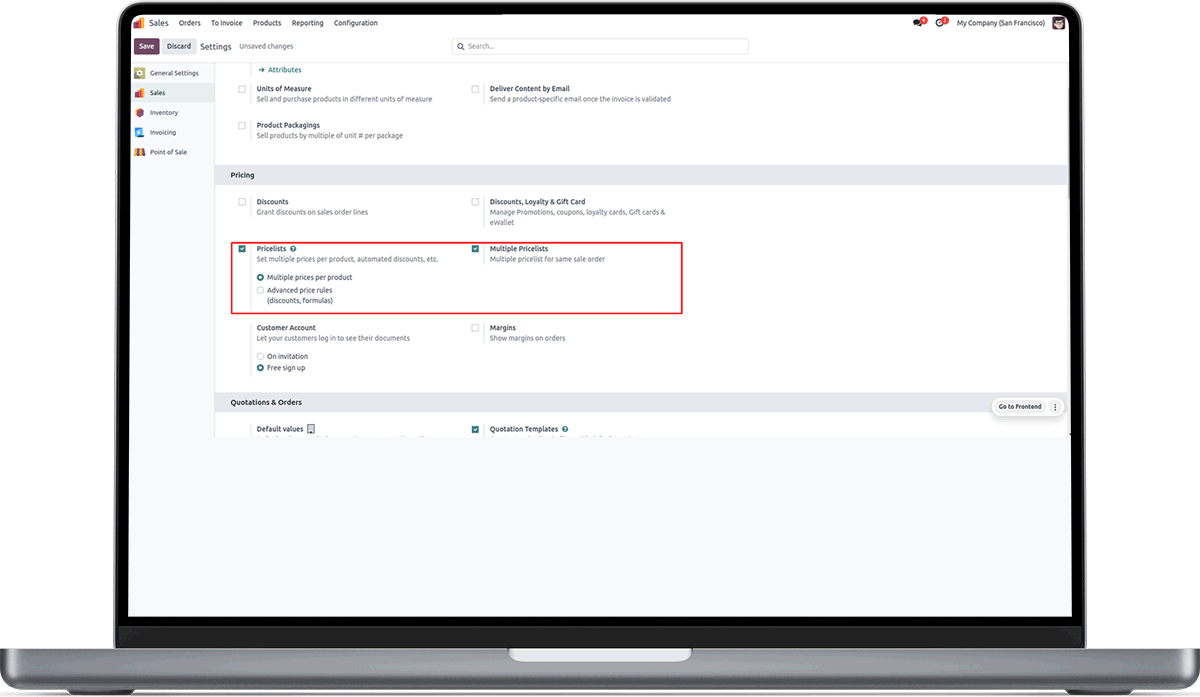 Sales Orders To Invoice Products Reporting Configuration
6 2 My Company (San Francisco)
Save Discard Settings Unsaved changes
Search...
General Settings
Sales
Inventory
Invoicing
Point of Sale
→ Attributes
Units of Measure
Sell and purchase products in different units of measure
Deliver Content by Email
Send a product-specific email once the invoice is validated
Product Packagings
Sell products by multiple of unit # per package
Pricing
Discounts
Grant discounts on sales order lines
Discounts, Loyalty & Gift Card
Manage Promotions, coupons, loyalty cards, Gift cards &
eWallet
Pricelists ?
Set multiple prices per product, automated discounts, etc.
Multiple prices per product
Advanced price rules
(discounts, formulas)
Multiple Pricelists
Multiple pricelist for same sale order
Customer Account
Let your customers log in to see their documents
On invitation
Free sign up
Margins
Show margins on orders
Quotations & Orders
Go to Frontend
Default values
Quotation Templates ?